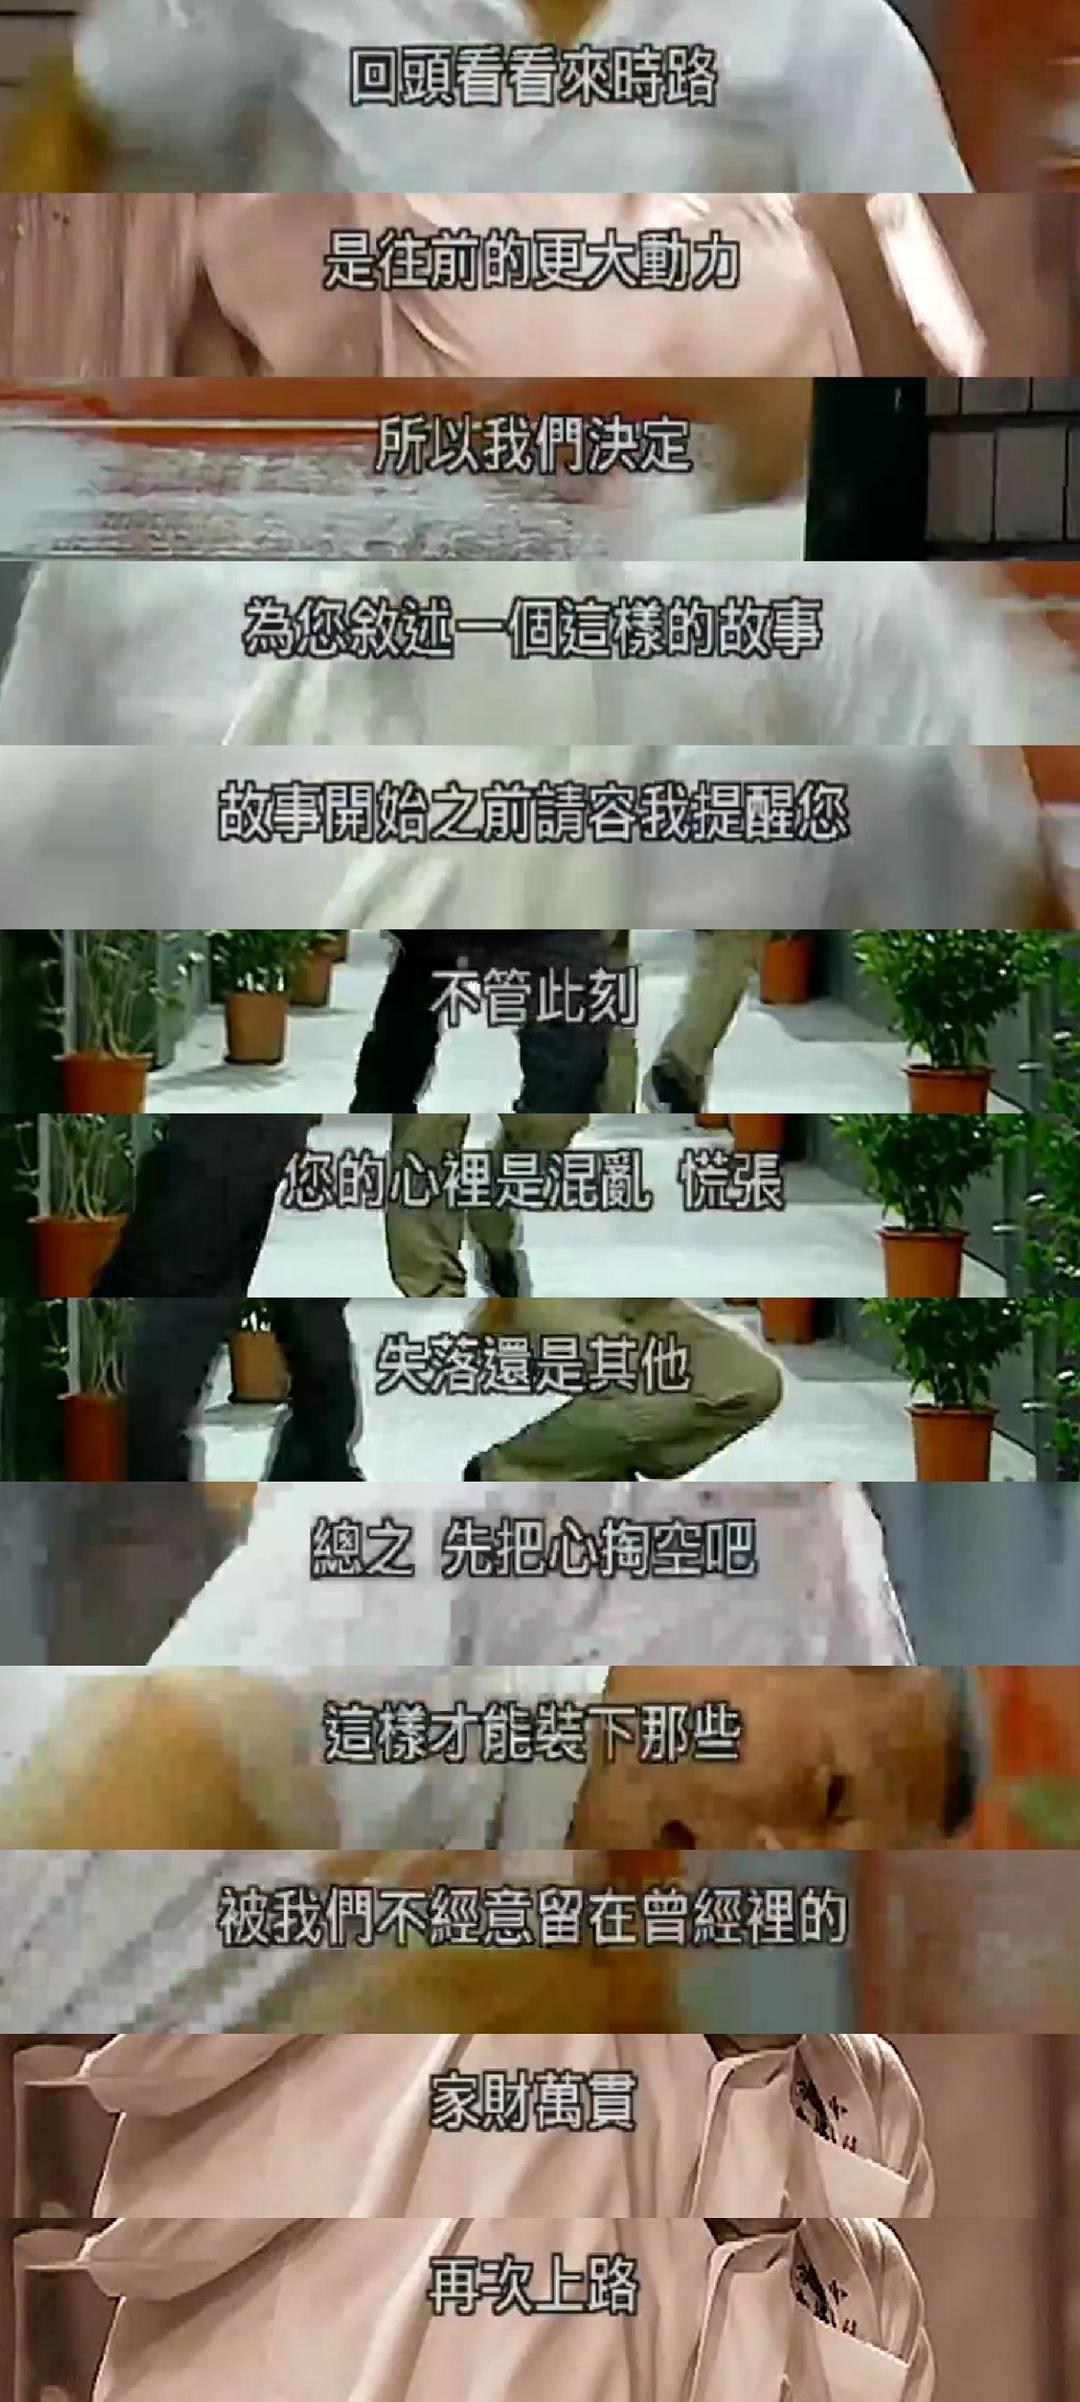 回頭看看來時路
是往前的更大動力
所以我們決定
為您敘述一個這樣的故事
故事開始之前請容我提醒您
不管此刻
您的心裡是混亂 慌張
失落還是其他
總之 先把心掏空吧
這樣才能裝下那些
被我們不經意留在曾經裡的
家財萬貫
再次上路